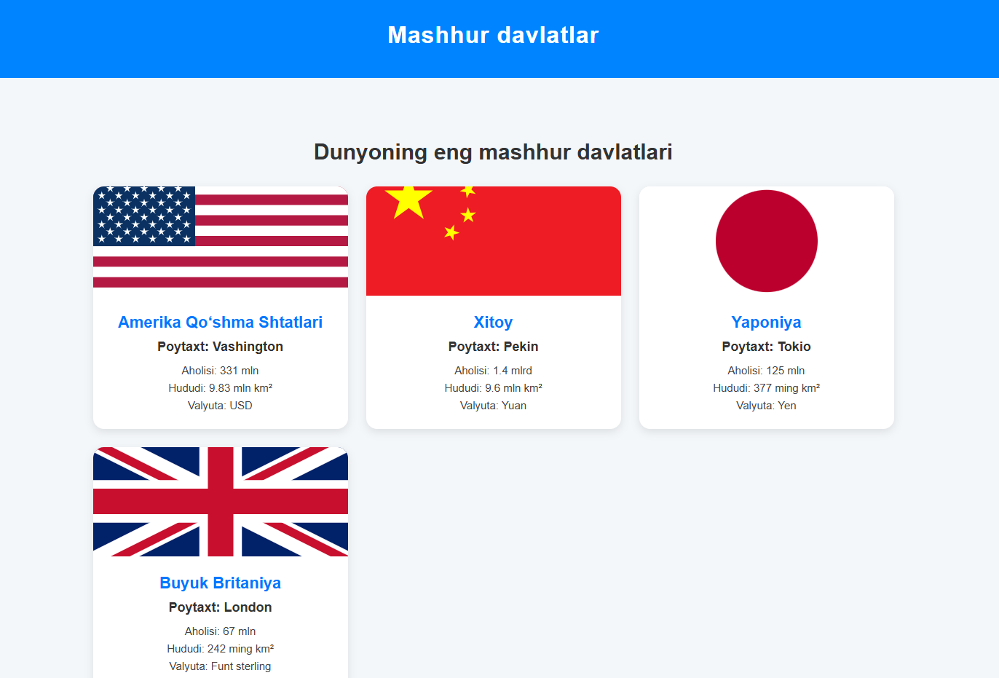 Mashhur davlatlar
Dunyoning eng mashhur davlatlari
Amerika Qo‘shma Shtatlari
Poytaxt: Vashington
Aholisi: 331 mln
Hududi: 9.83 mln km²
Valyuta: USD
Xitoy
Poytaxt: Pekin
Aholisi: 1.4 mlrd
Hududi: 9.6 mln km²
Valyuta: Yuan
Yaponiya
Poytaxt: Tokio
Aholisi: 125 mln
Hududi: 377 ming km²
Valyuta: Yen
Buyuk Britaniya
Poytaxt: London
Aholisi: 67 mln
Hududi: 242 ming km²
Valyuta: Funt sterling